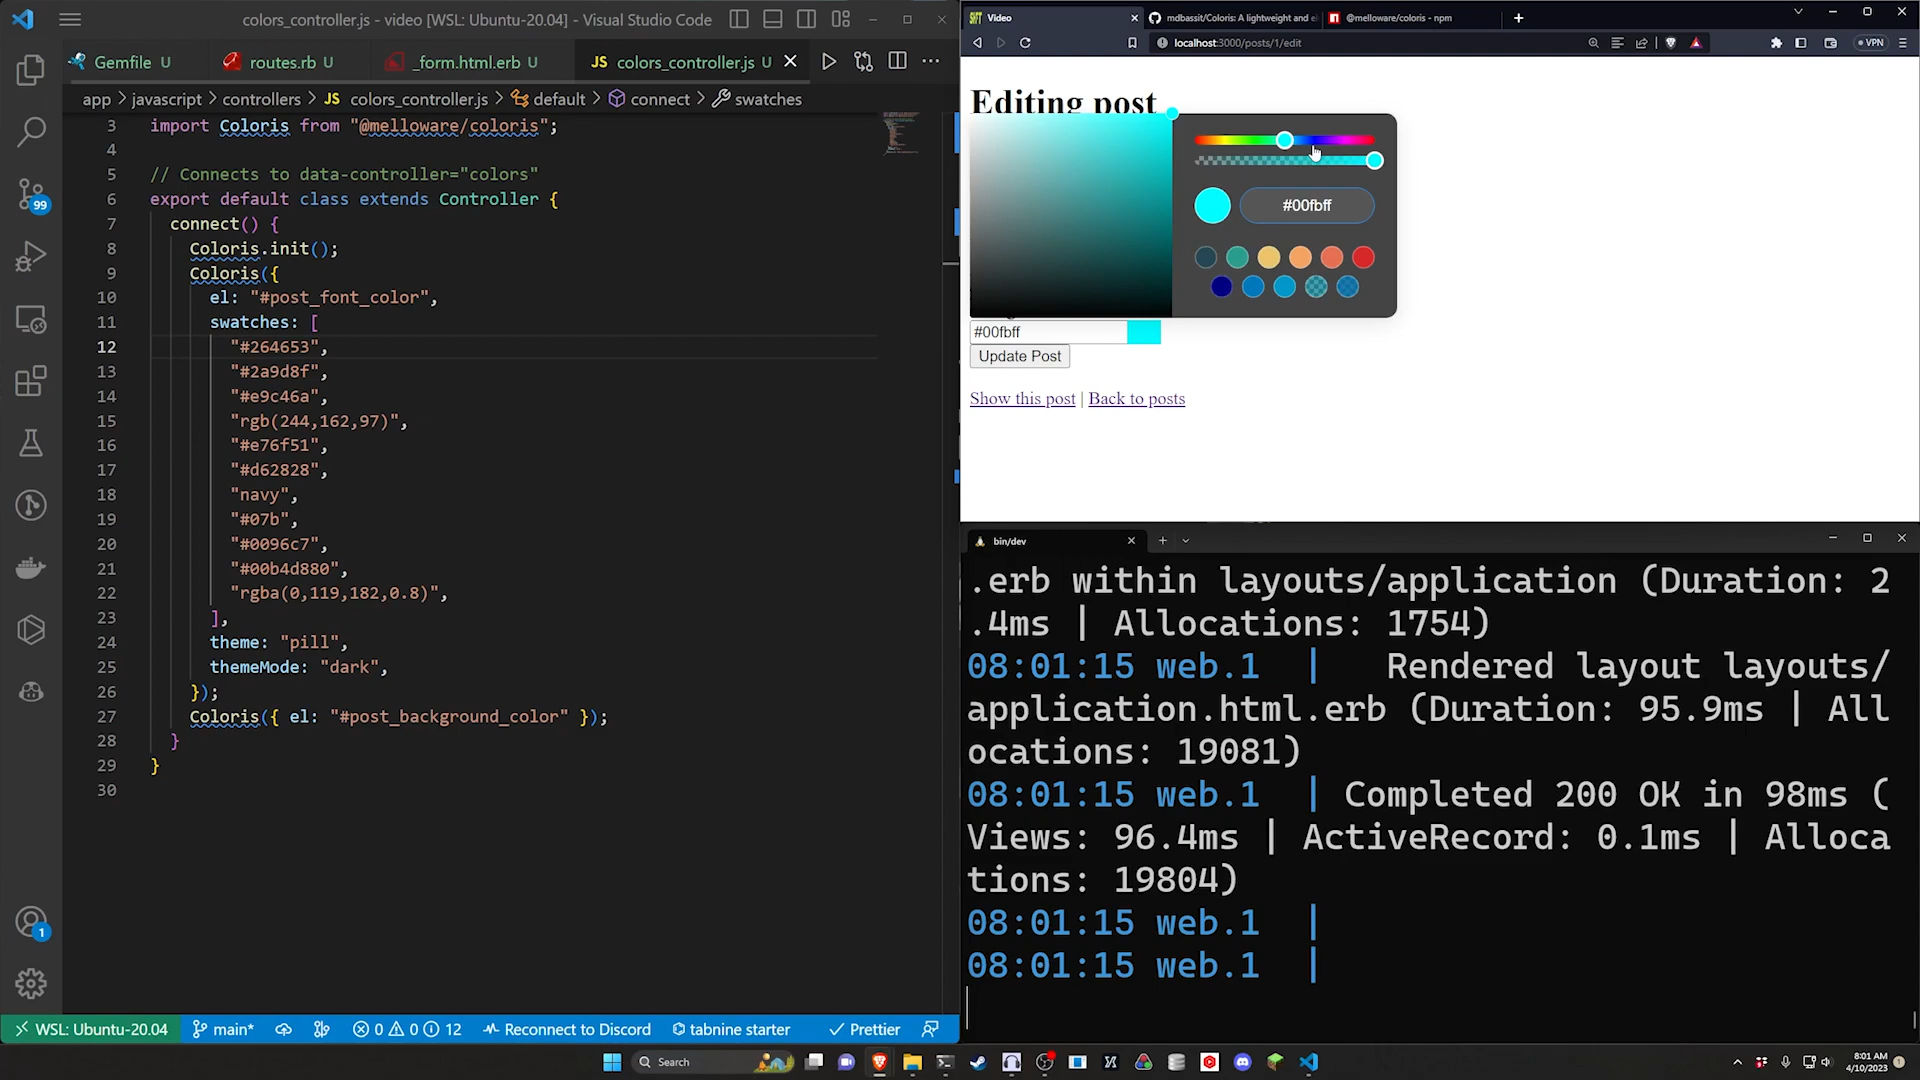 colors_controller.js - video [WSL: Ubuntu-20.04] - Visual Studio Code
Gemfile U
routes.rb U
_form.html.erb U
JS colors_controller.js U
app > javascript > controllers > JS colors_controller.js > default > connect > swatches
3 import Coloris from "@melloware/coloris";
4
5 // Connects to data-controller="colors"
6 export default class extends Controller {
7 connect() {
8 Coloris.init();
9 Coloris({
10 el: "#post_font_color",
11 swatches: [
12 "#264653",
13 "#2a9d8f",
14 "#e9c46a",
15 "rgb(244,162,97)",
16 "#e76f51",
17 "#d62828",
18 "navy",
19 "#07b",
20 "#0096c7",
21 "#00b4d880",
22 "rgba(0,119,182,0.8)",
23 ],
24 theme: "pill",
25 themeMode: "dark",
26 });
27 Coloris({ el: "#post_background_color" });
28 }
29 }
30
99
1
WSL: Ubuntu-20.04
main*
0 0 12
Reconnect to Discord
tabnine starter
Prettier
Video
mdbassit/Coloris: A lightweight and el
@melloware/coloris - npm
localhost:3000/posts/1/edit
VPN
Editing post
#00fbff
#00fbff
Update Post
Show this post | Back to posts
bin/dev
.erb within layouts/application (Duration: 2
.4ms | Allocations: 1754)
08:01:15 web.1 | Rendered layout layouts/
application.html.erb (Duration: 95.9ms | All
ocations: 19081)
08:01:15 web.1 | Completed 200 OK in 98ms (
Views: 96.4ms | ActiveRecord: 0.1ms | Alloca
tions: 19804)
08:01:15 web.1 |
08:01:15 web.1 |
Search
8:01 AM
4/10/2023